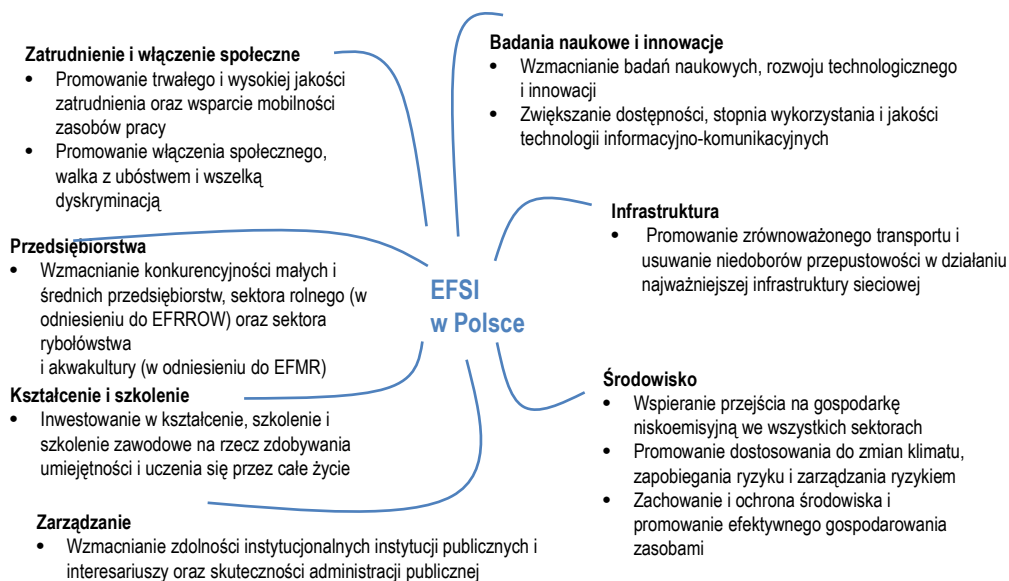 Zatrudnienie i włączenie społeczne
• Promowanie trwałego i wysokiej jakości
zatrudnienia oraz wsparcie mobilności
zasobów pracy
• Promowanie włączenia społecznego,
walka z ubóstwem i wszelką
dyskryminacją
Przedsiębiorstwa
• Wzmacnianie konkurencyjności małych i
średnich przedsiębiorstw, sektora rolnego (w
odniesieniu do EFRROW) oraz sektora
rybołówstwa
i akwakultury (w odniesieniu do EFMR)
Kształcenie i szkolenie
• Inwestowanie w kształcenie, szkolenie i
szkolenie zawodowe na rzecz zdobywania
umiejętności i uczenia się przez całe życie
Zarządzanie
• Wzmacnianie zdolności instytucjonalnych instytucji publicznych i
interesariuszy oraz skuteczności administracji publicznej
EFSI
w Polsce
Badania naukowe i innowacje
• Wzmacnianie badań naukowych, rozwoju technologicznego
i innowacji
• Zwiększanie dostępności, stopnia wykorzystania i jakości
technologii informacyjno-komunikacyjnych
Infrastruktura
• Promowanie zrównoważonego transportu i
usuwanie niedoborów przepustowości w działaniu
najważniejszej infrastruktury sieciowej
Środowisko
• Wspieranie przejścia na gospodarkę
niskoemisyjną we wszystkich sektorach
• Promowanie dostosowania do zmian klimatu,
zapobiegania ryzyku i zarządzania ryzykiem
• Zachowanie i ochrona środowiska i
promowanie efektywnego gospodarowania
zasobami